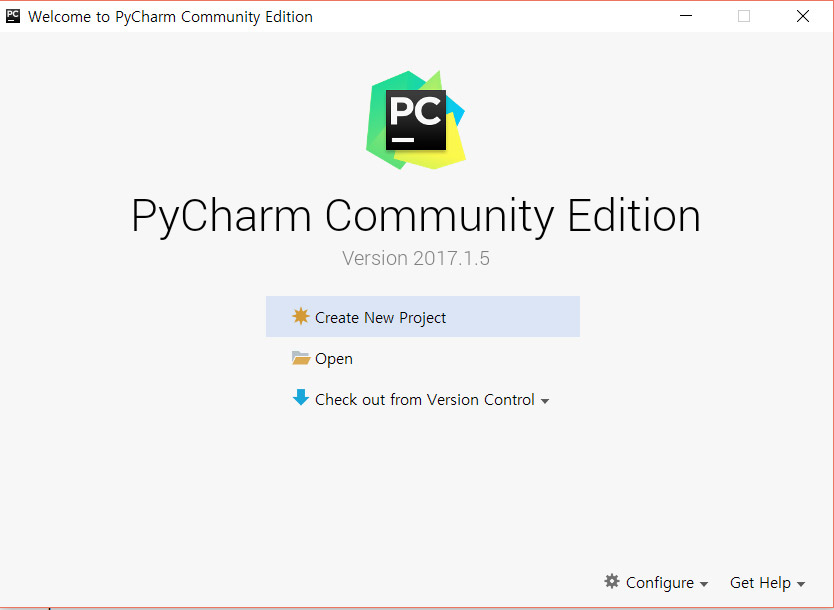 PC Welcome to PyCharm Community Edition
PC
PyCharm Community Edition
Version 2017.1.5
Create New Project
Open
Check out from Version Control
Configure Get Help